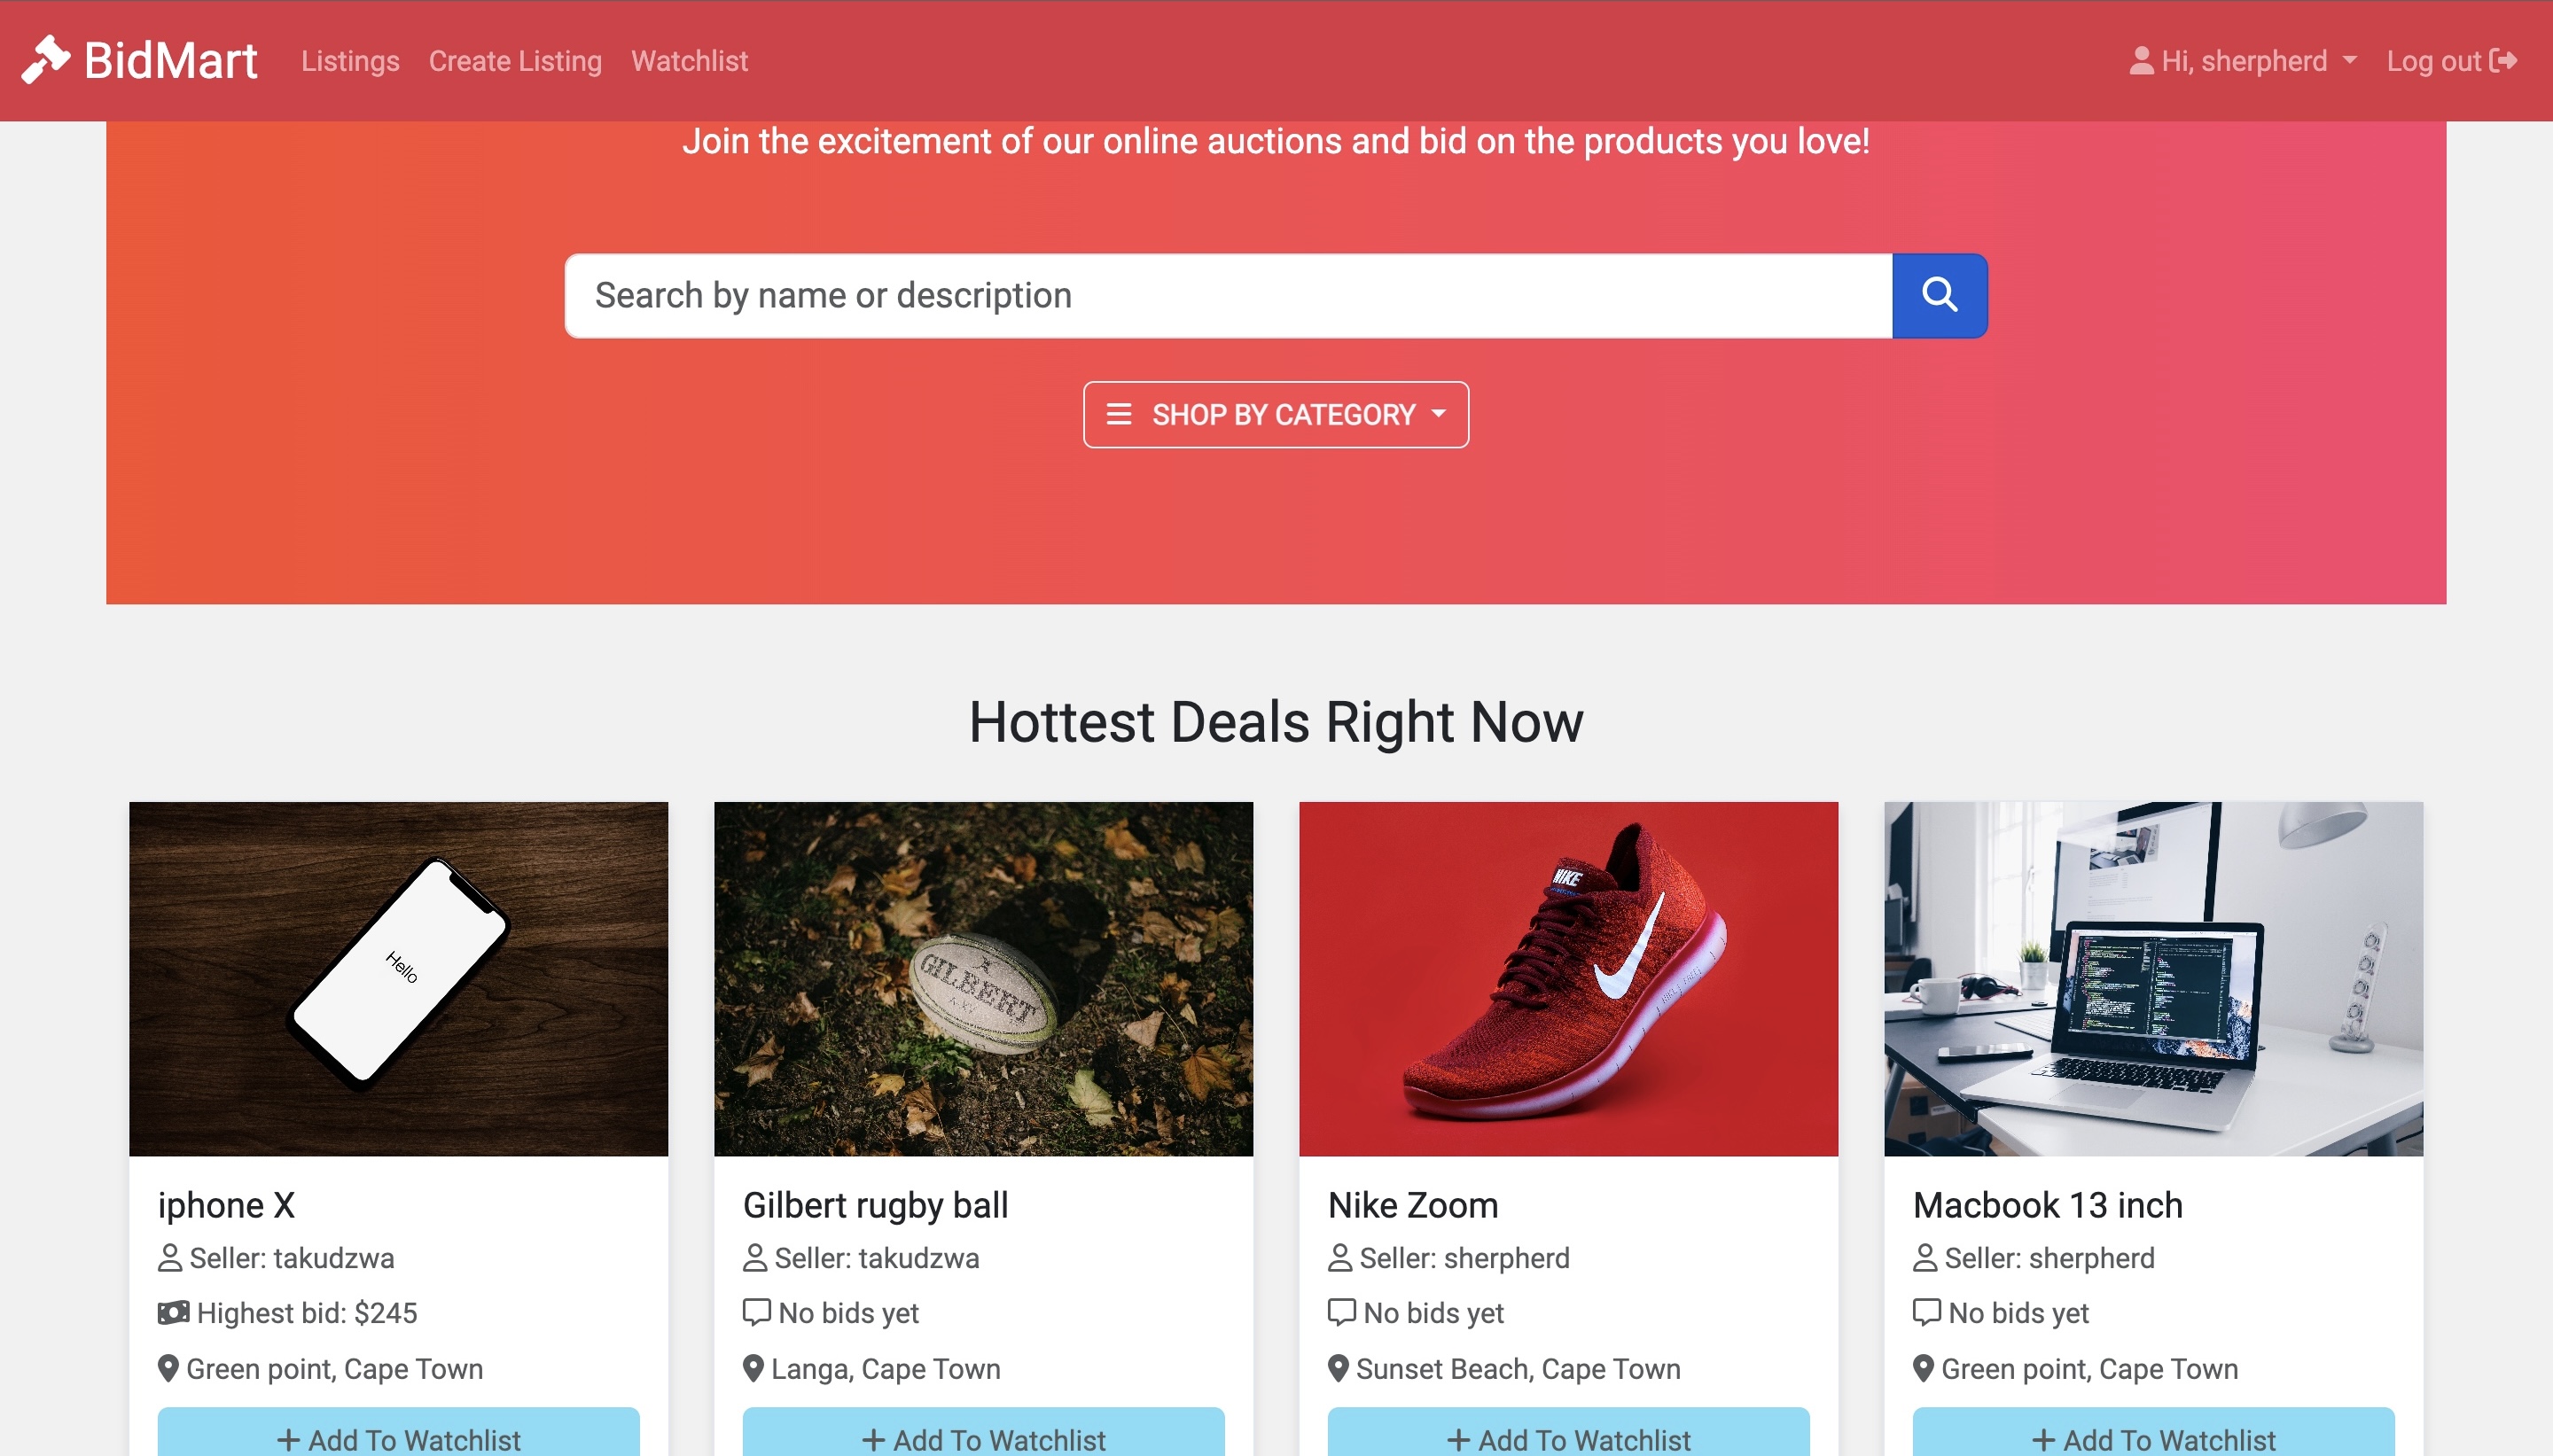 BidMart Listings Create Listing Watchlist Hi, sherpherd Log out
Join the excitement of our online auctions and bid on the products you love!
Search by name or description
SHOP BY CATEGORY
Hottest Deals Right Now
Hello
GILBERT
NIKE
iphone X
Seller: takudzwa
Highest bid: $245
Green point, Cape Town
+ Add To Watchlist
Gilbert rugby ball
Seller: takudzwa
No bids yet
Langa, Cape Town
+ Add To Watchlist
Nike Zoom
Seller: sherpherd
No bids yet
Sunset Beach, Cape Town
+ Add To Watchlist
Macbook 13 inch
Seller: sherpherd
No bids yet
Green point, Cape Town
+ Add To Watchlist